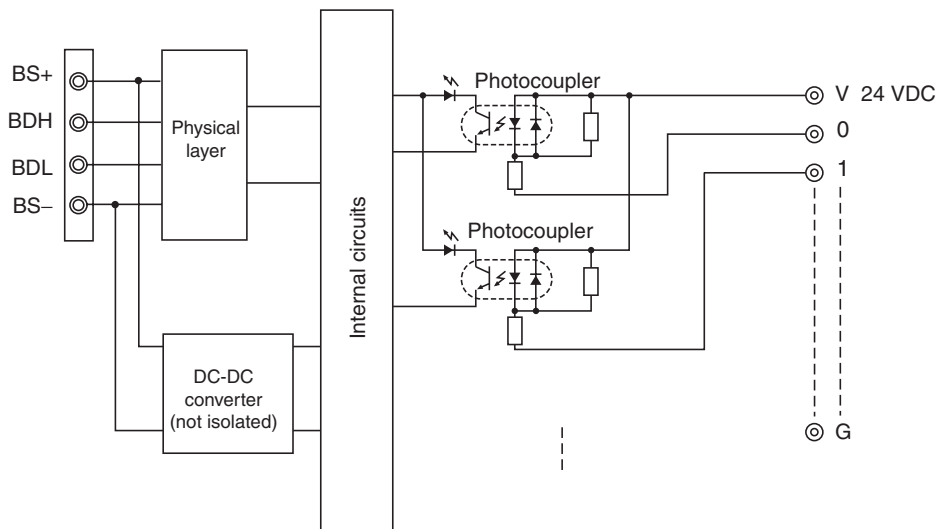 BS+
BDH
BDL
BS–
Physical
layer
DC-DC
converter
(not isolated)
Internal circuits
Photocoupler
Photocoupler
V 24 VDC
0
1
G